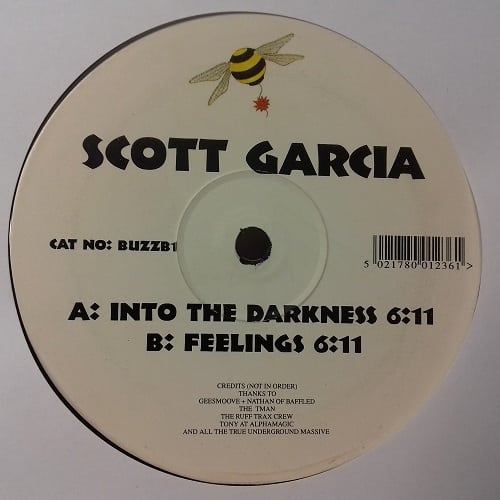 SCOTT GARCIA
CAT NO: BUZZB1
5 021780 012361 >
A: INTO THE DARKNESS 6:11
B: FEELINGS 6:11
CREDITS (NOT IN ORDER)
THANKS TO
GEESMOOVE + NATHAN OF BAFFLED
THE TMAN
THE RUFF TRAX CREW
TONY AT ALPHAMAGIC
AND ALL THE TRUE UNDERGROUND MASSIVE